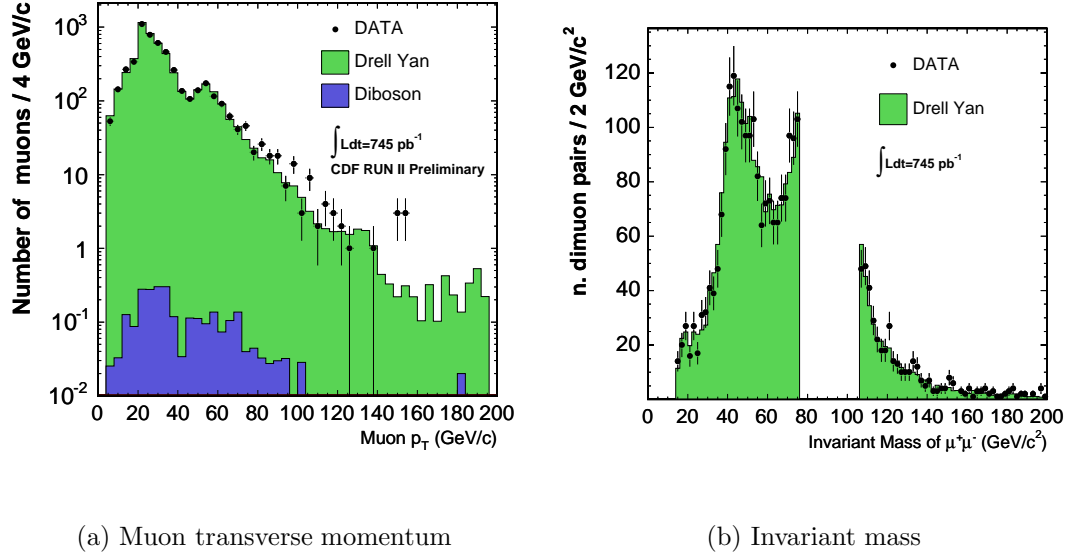 Number of muons / 4 GeV/c
10³
10²
10
1
10⁻¹
10⁻²
0 20 40 60 80 100 120 140 160 180 200
Muon p_T (GeV/c)
DATA
Drell Yan
Diboson
∫Ldt=745 pb⁻¹
CDF RUN II Preliminary
n. dimuon pairs / 2 GeV/c²
120
100
80
60
40
20
0 20 40 60 80 100 120 140 160 180 200
Invariant Mass of μ⁺μ⁻ (GeV/c²)
DATA
Drell Yan
∫Ldt=745 pb⁻¹
(a) Muon transverse momentum
(b) Invariant mass